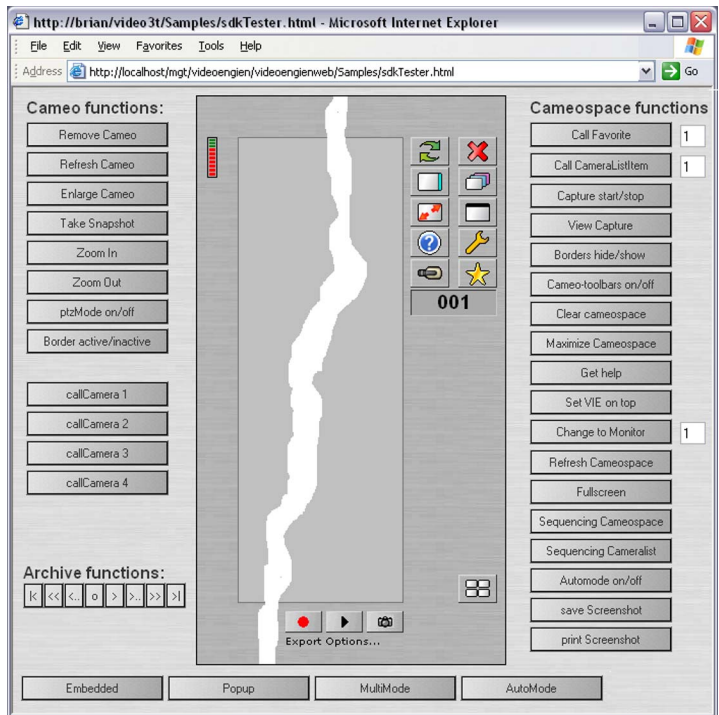 http://brian/video3t/Samples/sdkTester.html - Microsoft Internet Explorer
File Edit View Favorites Tools Help
Address http://localhost/mgt/videoengien/videoengienweb/Samples/sdkTester.html Go
Cameo functions:
Remove Cameo
Refresh Cameo
Enlarge Cameo
Take Snapshot
Zoom In
Zoom Out
ptzMode on/off
Border active/inactive
callCamera 1
callCamera 2
callCamera 3
callCamera 4
Archive functions:
|< << <.. o > >.. >> >|
001
Export Options...
Cameospace functions
Call Favorite 1
Call CameraListItem 1
Capture start/stop
View Capture
Borders hide/show
Cameo-toolbars on/off
Clear cameospace
Maximize Cameospace
Get help
Set VIE on top
Change to Monitor 1
Refresh Cameospace
Fullscreen
Sequencing Cameospace
Sequencing Cameralist
Automode on/off
save Screenshot
print Screenshot
Embedded Popup MultiMode AutoMode